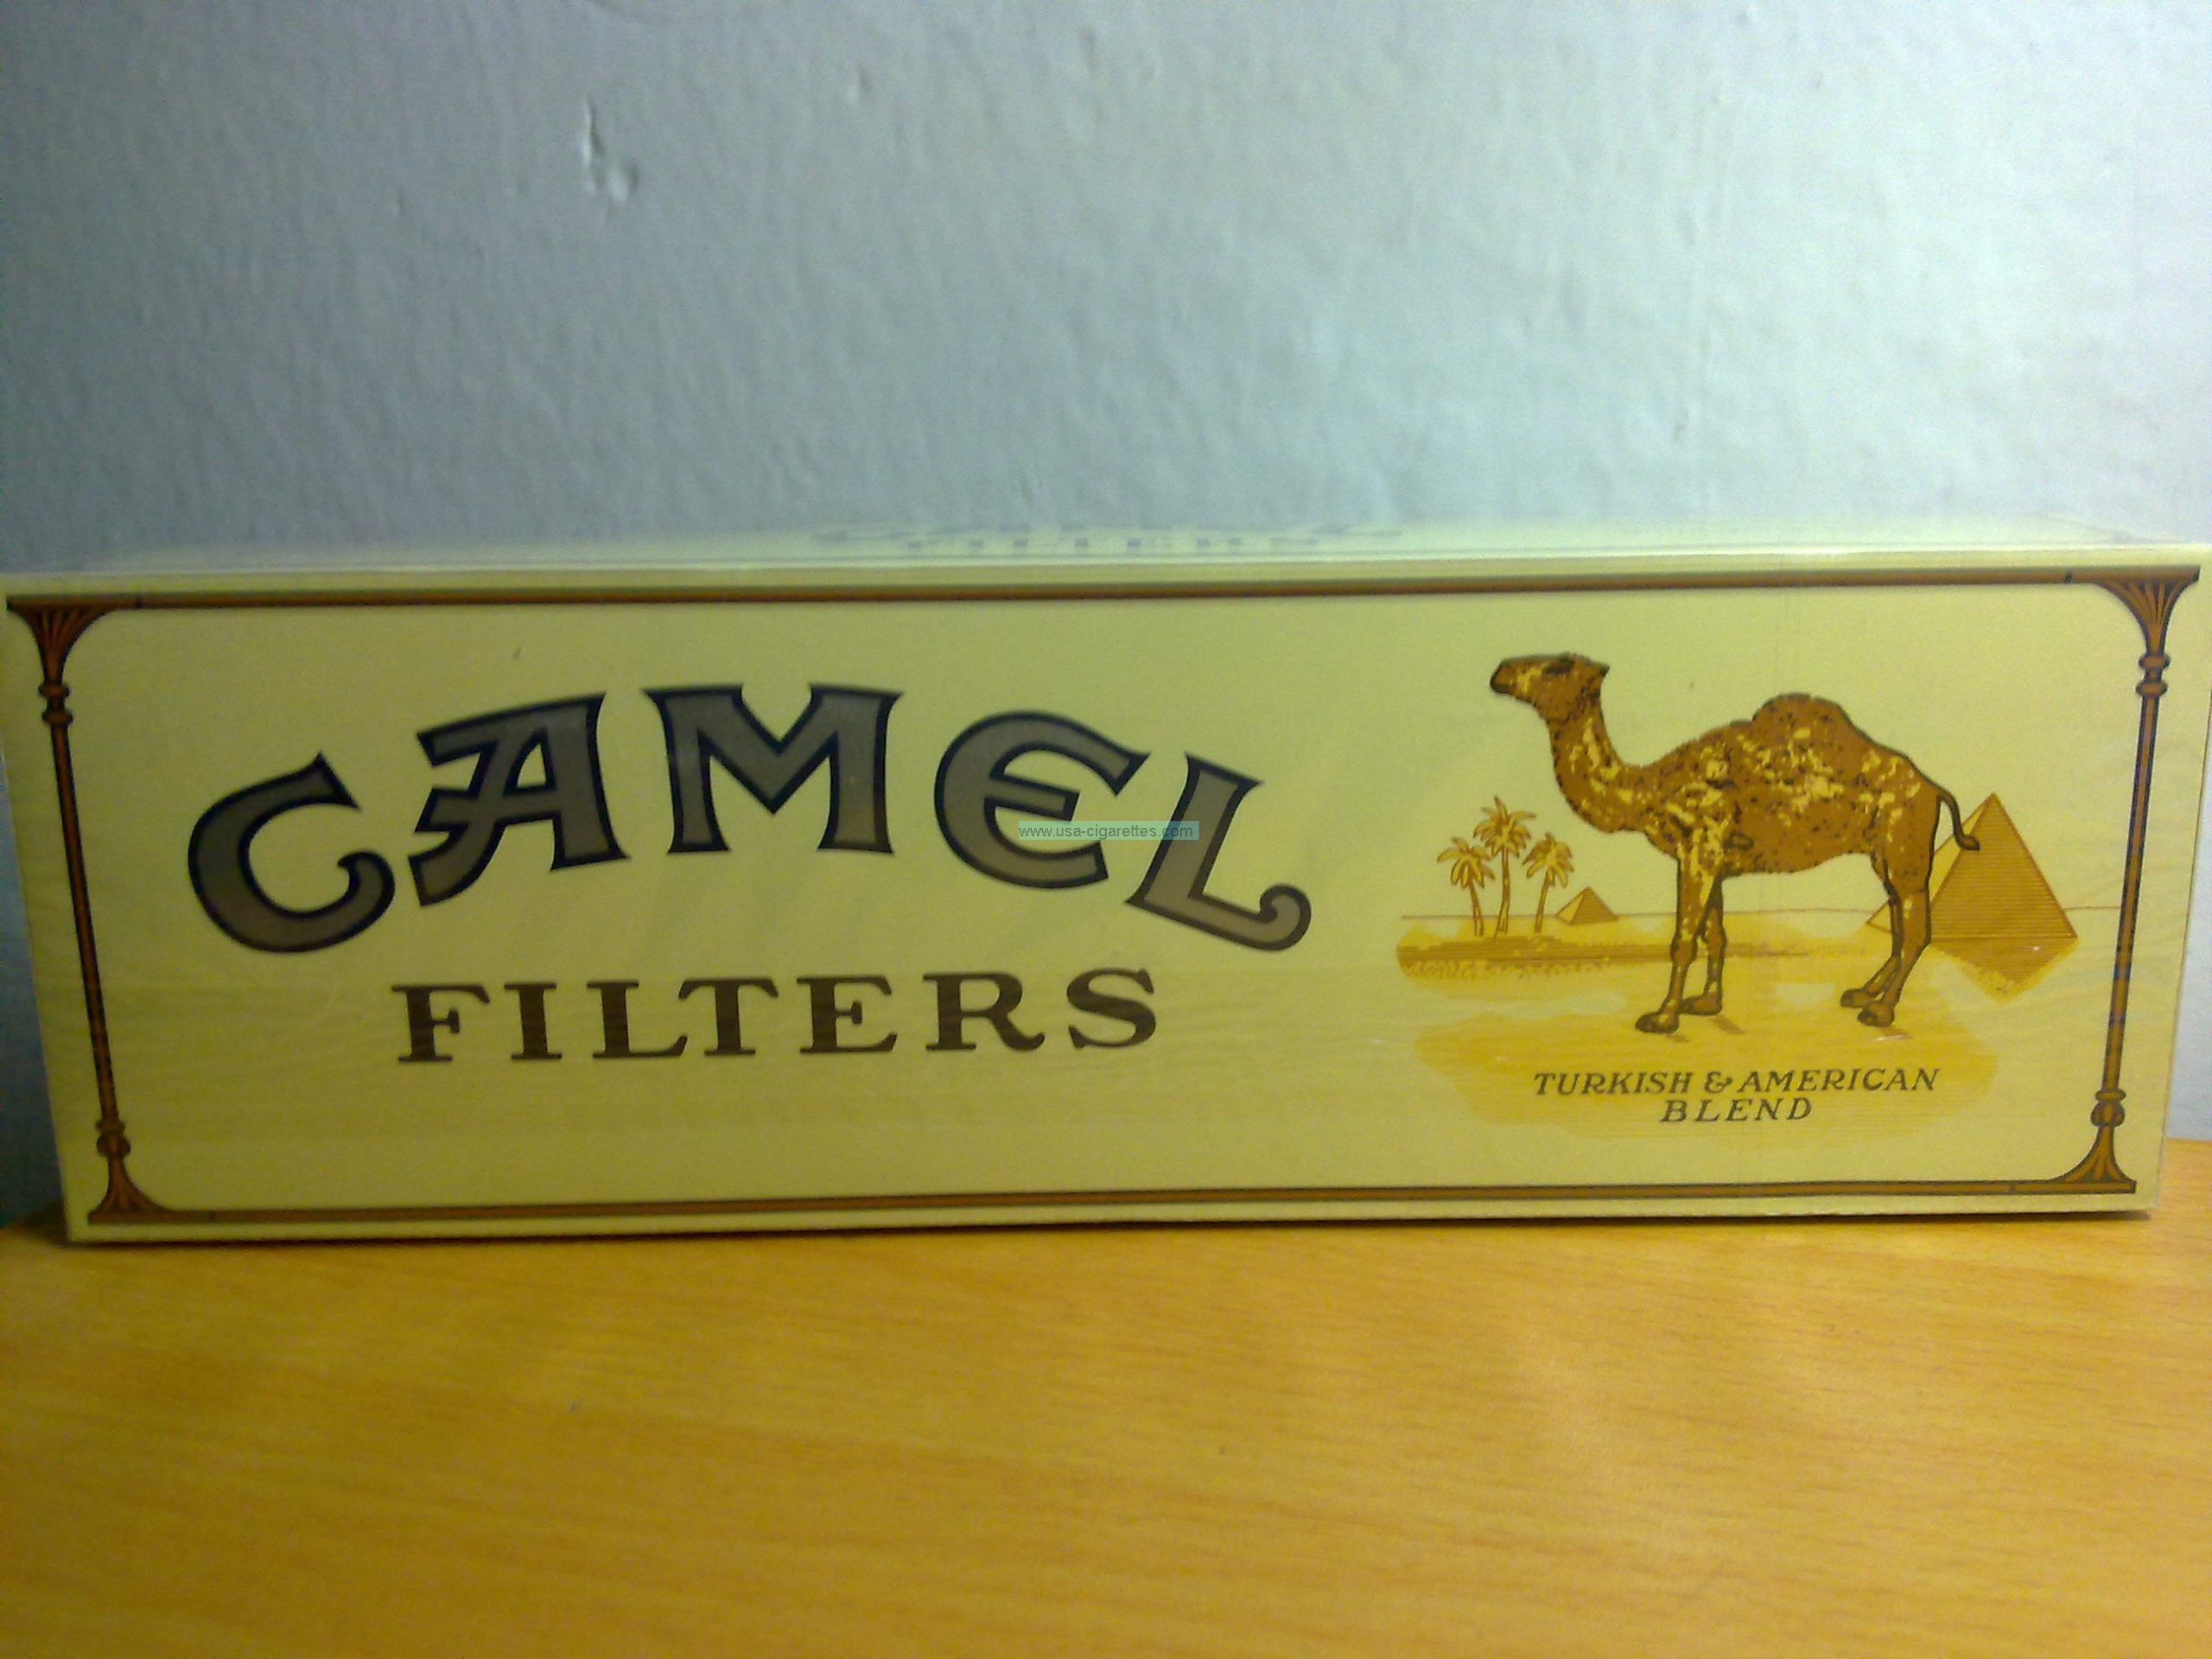 CAMEL
www.usa-cigarettes.com
FILTERS
TURKISH & AMERICAN
BLEND